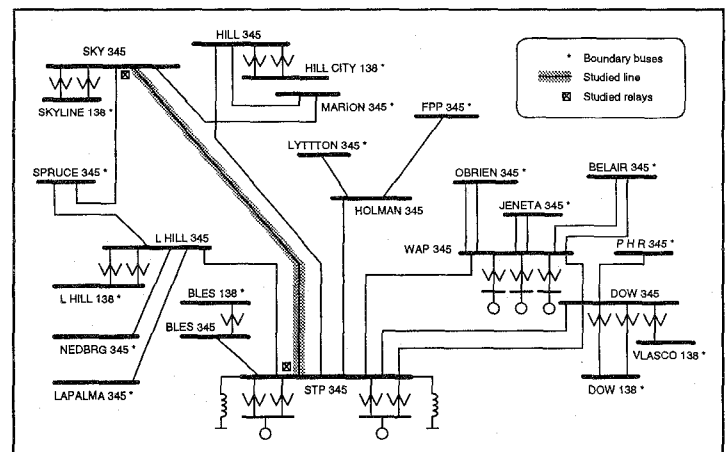 HILL 345
SKY 345
HILL CITY 138 *
MARION 345 *
SKYLINE 138 *
FPP 345 *
* Boundary buses
Studied line
Studied relays
LYTTTON 345 *
SPRUCE 345 *
OBRIEN 345 *
BELAIR 345 *
JENETA 345 *
HOLMAN 345
L HILL 345
WAP 345
P H R 345 *
L HILL 138 *
BLES 138 *
DOW 345
BLES 345
NEDBRG 345 *
VLASCO 138 *
LAPALMA 345 *
STP 345
DOW 138 *